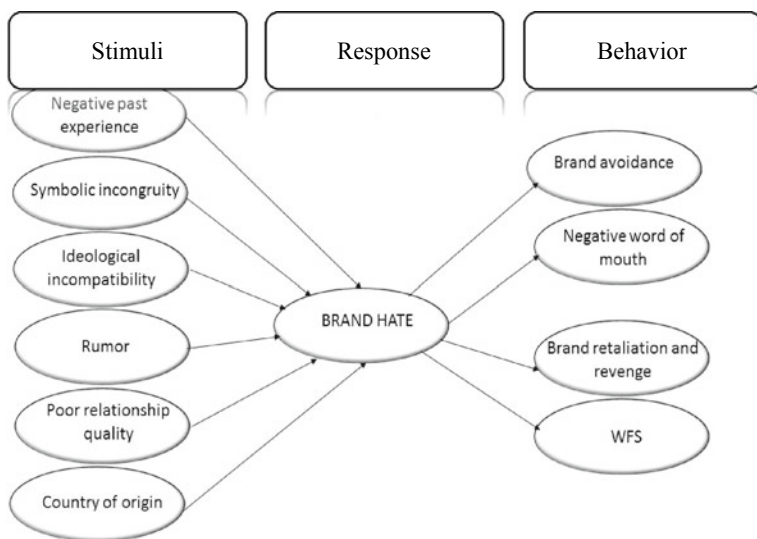 Stimuli
Response
Behavior
Negative past
experience
Symbolic incongruity
Ideological
incompatibility
Rumor
Poor relationship
quality
Country of origin
BRAND HATE
Brand avoidance
Negative word of
mouth
Brand retaliation and
revenge
WFS